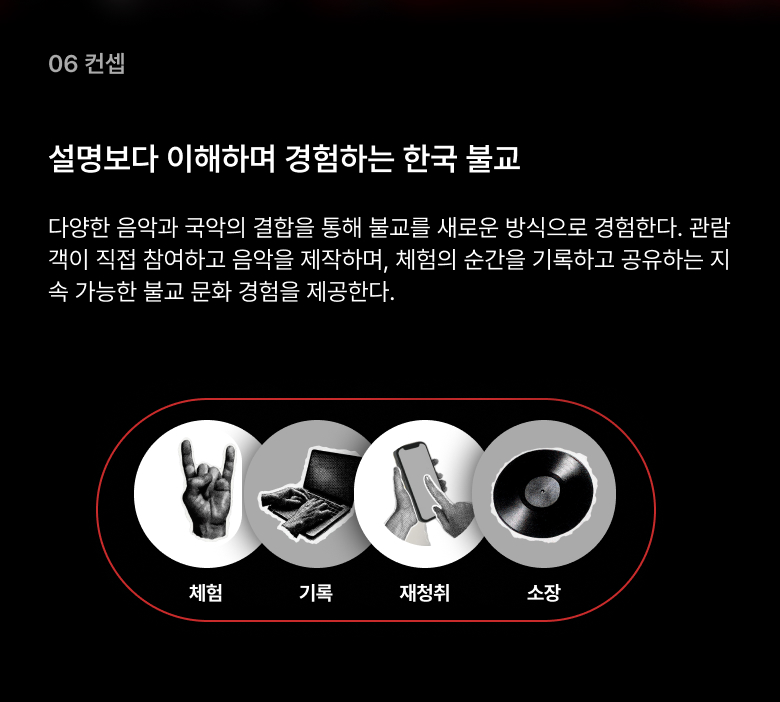 06 컨셉
설명보다 이해하며 경험하는 한국 불교
다양한 음악과 국악의 결합을 통해 불교를 새로운 방식으로 경험한다. 관람
객이 직접 참여하고 음악을 제작하며, 체험의 순간을 기록하고 공유하는 지
속 가능한 불교 문화 경험을 제공한다.
체험
기록
재청취
소장